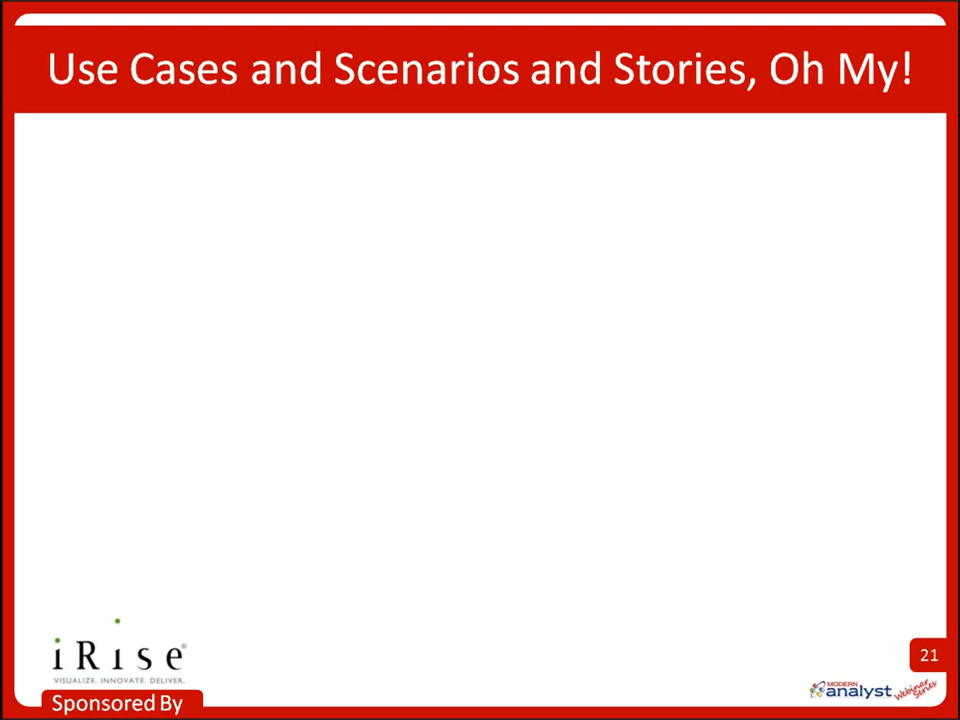 Use Cases and Scenarios and Stories, Oh My!
iRise®
VISUALIZE. INNOVATE. DELIVER.
Sponsored By
21
MODERN
analyst
Webinar
Series